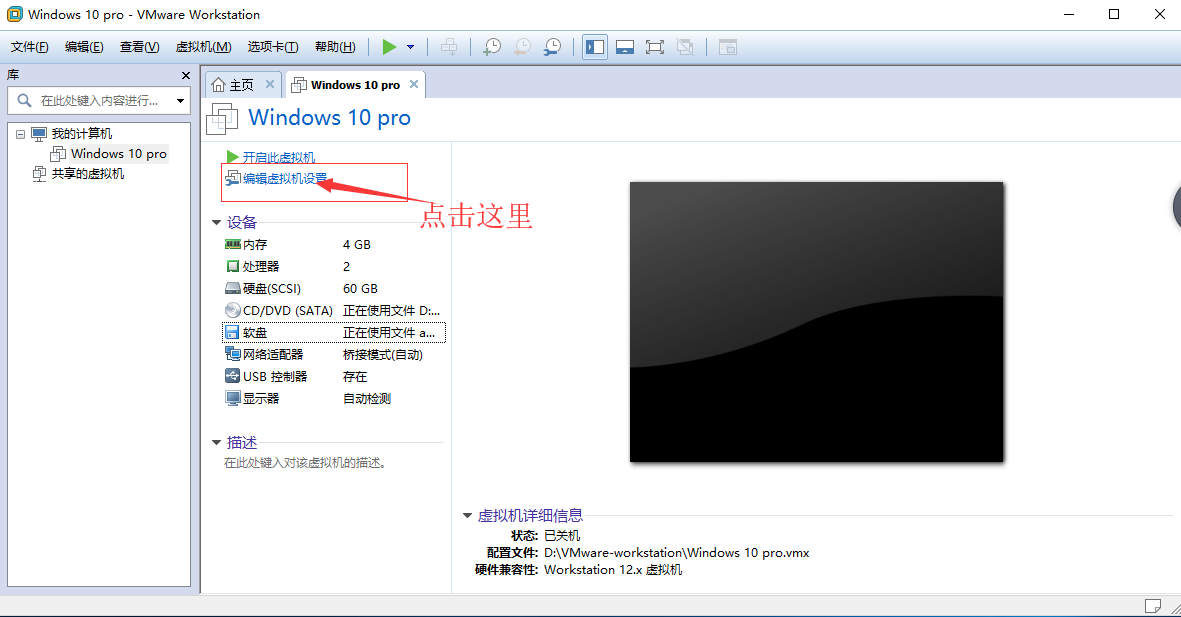 Windows 10 pro - VMware Workstation
文件(F) 编辑(E) 查看(V) 虚拟机(M) 选项卡(T) 帮助(H)
库
在此处键入内容进行...
我的计算机
Windows 10 pro
共享的虚拟机
主页 Windows 10 pro
Windows 10 pro
开启此虚拟机
编辑虚拟机设置
点击这里
设备
内存 4 GB
处理器 2
硬盘(SCSI) 60 GB
CD/DVD (SATA) 正在使用文件 D:...
软盘 正在使用文件 a...
网络适配器 桥接模式(自动)
USB 控制器 存在
显示器 自动检测
描述
在此处键入对该虚拟机的描述。
虚拟机详细信息
状态: 已关机
配置文件: D:\VMware-workstation\Windows 10 pro.vmx
硬件兼容性: Workstation 12.x 虚拟机